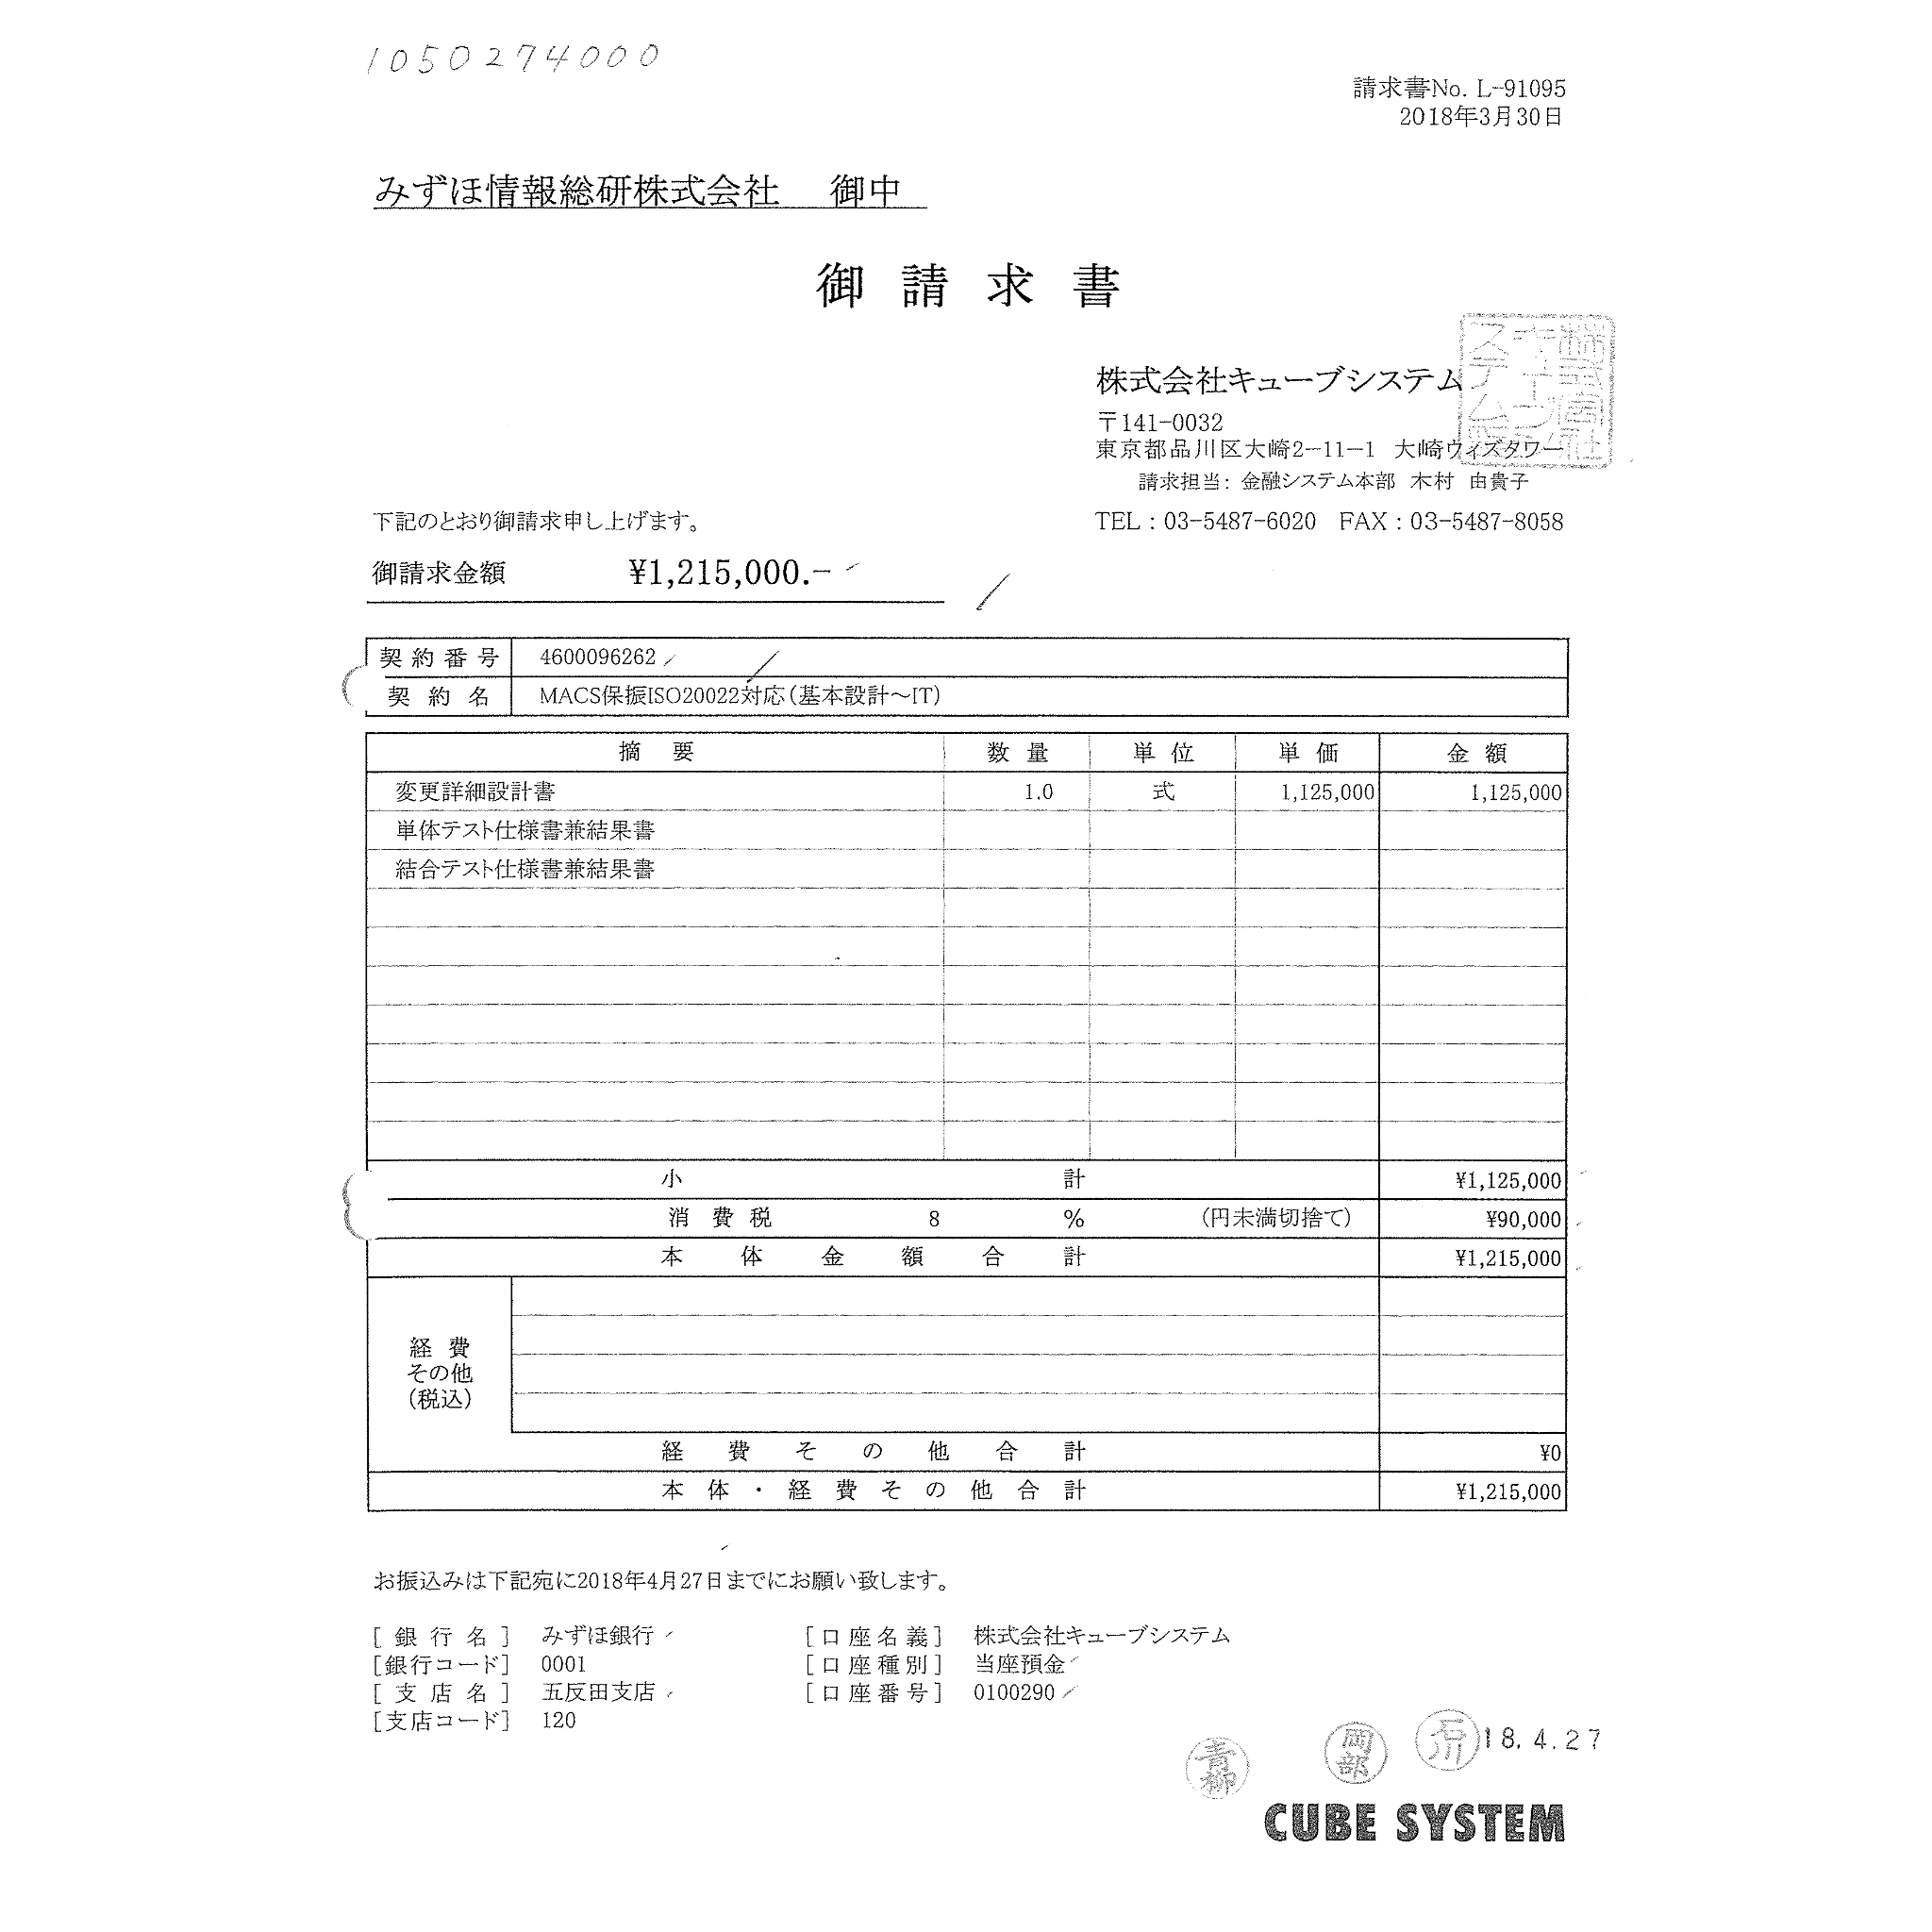 1050274000
請求書No. L-91095
2018年3月30日
みずほ情報総研株式会社 御中
御請求書
株式会社キューブシステム
〒141-0032
東京都品川区大崎2-11-1 大崎ウィズタワー
請求担当: 金融システム本部 木村 由貴子
下記のとおり御請求申し上げます。
TEL : 03-5487-6020 FAX : 03-5487-8058
御請求金額 ¥1,215,000.-
契約番号 4600096262
契約名 MACS保振ISO20022対応(基本設計～IT)
摘要 数量 単位 単価 金額
変更詳細設計書 1.0 式 1,125,000 1,125,000
単体テスト仕様書兼結果書
結合テスト仕様書兼結果書
小計 ¥1,125,000
消費税 8 % (円未満切捨て) ¥90,000
本体金額合計 ¥1,215,000
経費
その他
(税込)
経費その他合計 ¥0
本体・経費その他合計 ¥1,215,000
お振込みは下記宛に2018年4月27日までにお願い致します。
[銀行名] みずほ銀行 [口座名義] 株式会社キューブシステム
[銀行コード] 0001 [口座種別] 当座預金
[支店名] 五反田支店 [口座番号] 0100290
[支店コード] 120
青柳 岡部 石川 18.4.27
CUBE SYSTEM